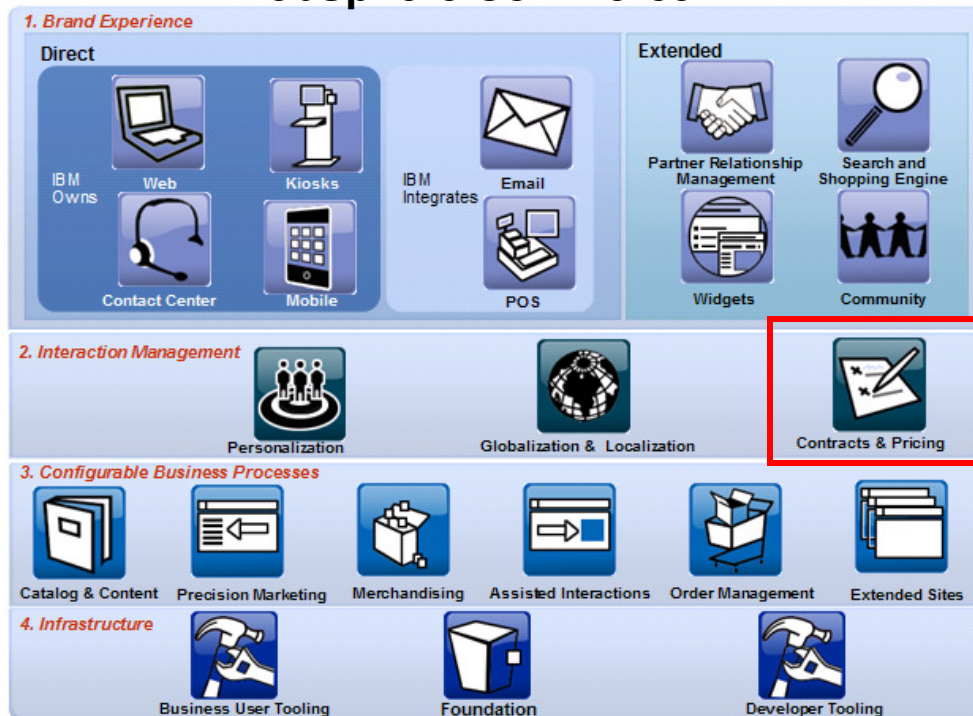 1. Brand Experience
Direct
Extended
IBM Owns
Web
Kiosks
IBM Integrates
Email
Partner Relationship Management
Search and Shopping Engine
Contact Center
Mobile
POS
Widgets
Community
2. Interaction Management
Personalization
Globalization & Localization
Contracts & Pricing
3. Configurable Business Processes
Catalog & Content
Precision Marketing
Merchandising
Assisted Interactions
Order Management
Extended Sites
4. Infrastructure
Business User Tooling
Foundation
Developer Tooling